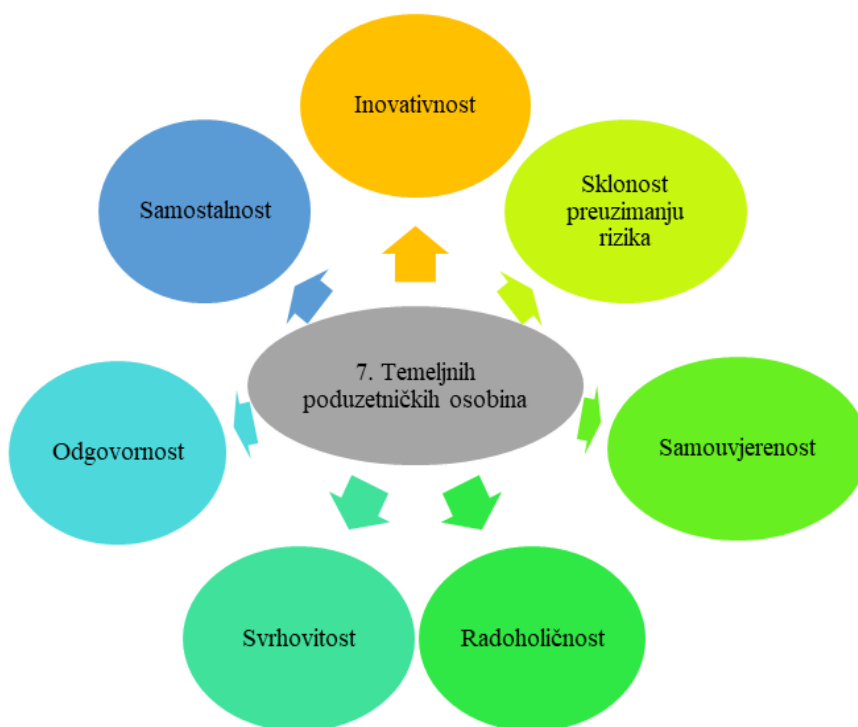 Inovativnost
Sklonost
preuzimanju
rizika
Samostalnost
7. Temeljnih
poduzetničkih osobina
Samouvjerenost
Odgovornost
Svrhovitost
Radoholičnost